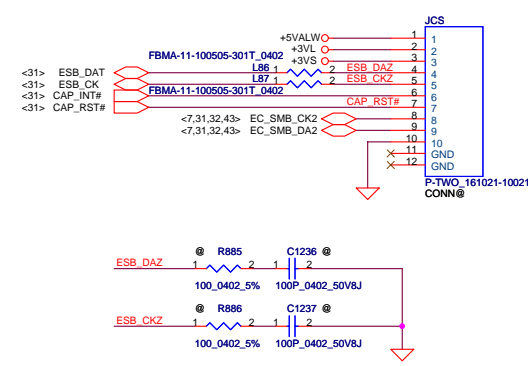 JCS
+5VALW 1 1
+3VL 2 2
+3VS 3 3
FBMA-11-100505-301T_0402
<31> ESB_DAT L86 1 2 ESB_DAZ 4 4
<31> ESB_CK L87 1 2 ESB_CKZ 5 5
<31> CAP_INT# FBMA-11-100505-301T_0402 6 6
<31> CAP_RST# CAP_RST# 7 7
<7,31,32,43> EC_SMB_CK2 8 8
<7,31,32,43> EC_SMB_DA2 9 9
10 10
11 GND
12 GND
P-TWO_161021-10021
CONN@
@ R885 C1236 @
ESB_DAZ 1 2 1 2
100_0402_5% 100P_0402_50V8J
@ R886 C1237 @
ESB_CKZ 1 2 1 2
100_0402_5% 100P_0402_50V8J